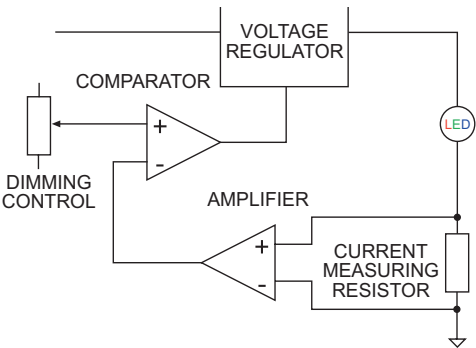 VOLTAGE
REGULATOR
COMPARATOR
LED
+
-
DIMMING
CONTROL
AMPLIFIER
+
-
CURRENT
MEASURING
RESISTOR